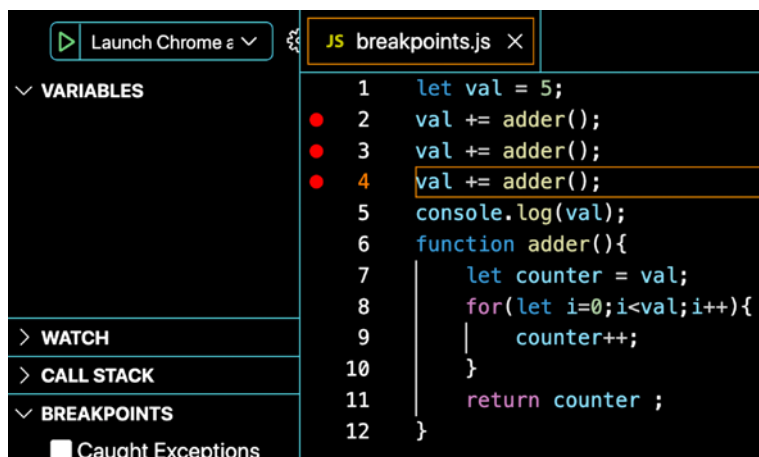 Launch Chrome a
JS breakpoints.js
VARIABLES
WATCH
CALL STACK
BREAKPOINTS
Caught Exceptions
1 let val = 5;
2 val += adder();
3 val += adder();
4 val += adder();
5 console.log(val);
6 function adder(){
7 let counter = val;
8 for(let i=0;i<val;i++){
9 counter++;
10 }
11 return counter ;
12 }